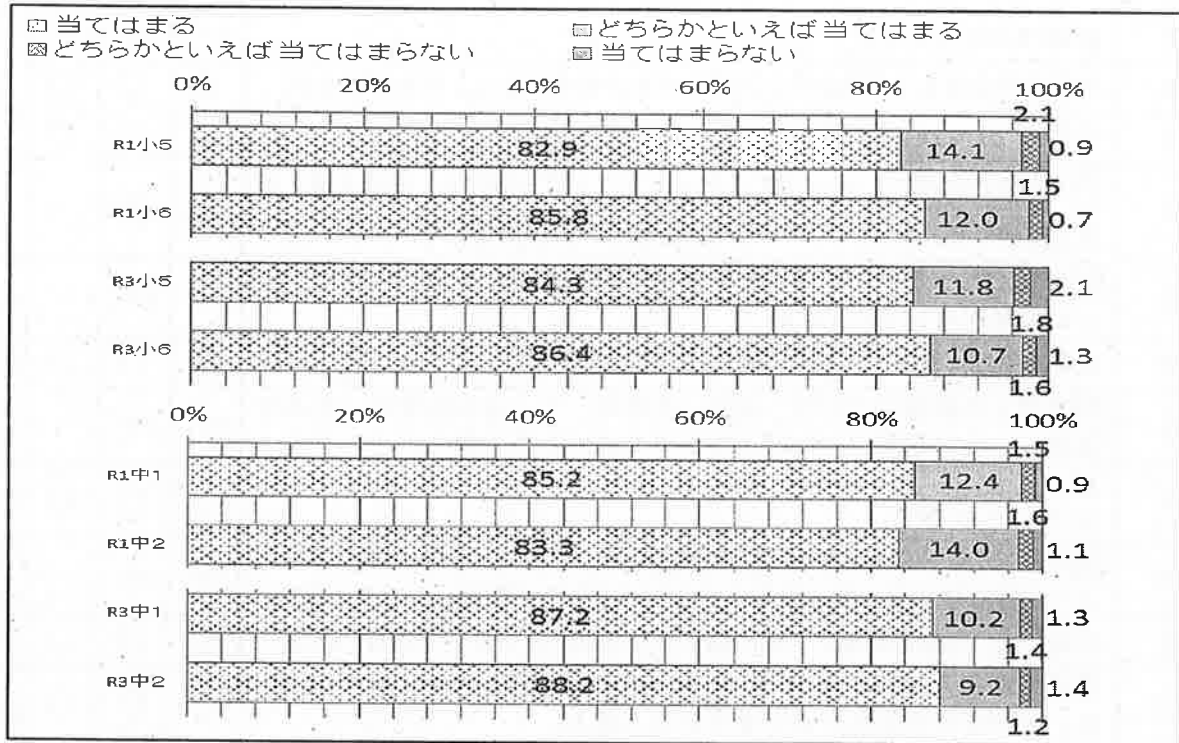 当てはまる どちらかといえば当てはまる
どちらかといえば当てはまらない 当てはまらない
0% 20% 40% 60% 80% 100%
2.1
R1小5 82.9 14.1 0.9
1.5
R1小6 85.8 12.0 0.7
R3小5 84.3 11.8 2.1
1.8
R3小6 86.4 10.7 1.3
1.6
0% 20% 40% 60% 80% 100%
1.5
R1中1 85.2 12.4 0.9
1.6
R1中2 83.3 14.0 1.1
R3中1 87.2 10.2 1.3
1.4
R3中2 88.2 9.2 1.4
1.2